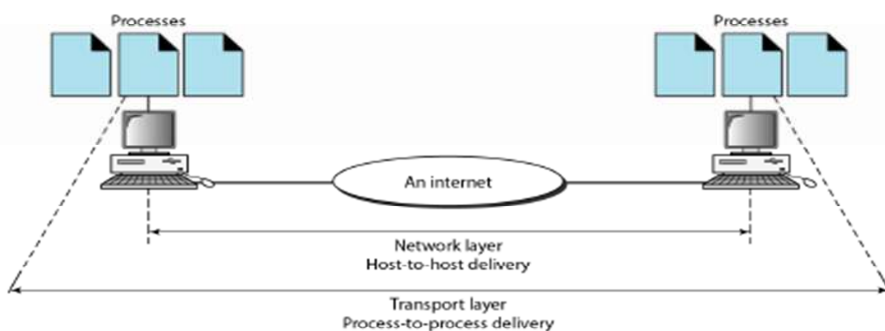 Processes
Processes
An internet
Network layer
Host-to-host delivery
Transport layer
Process-to-process delivery